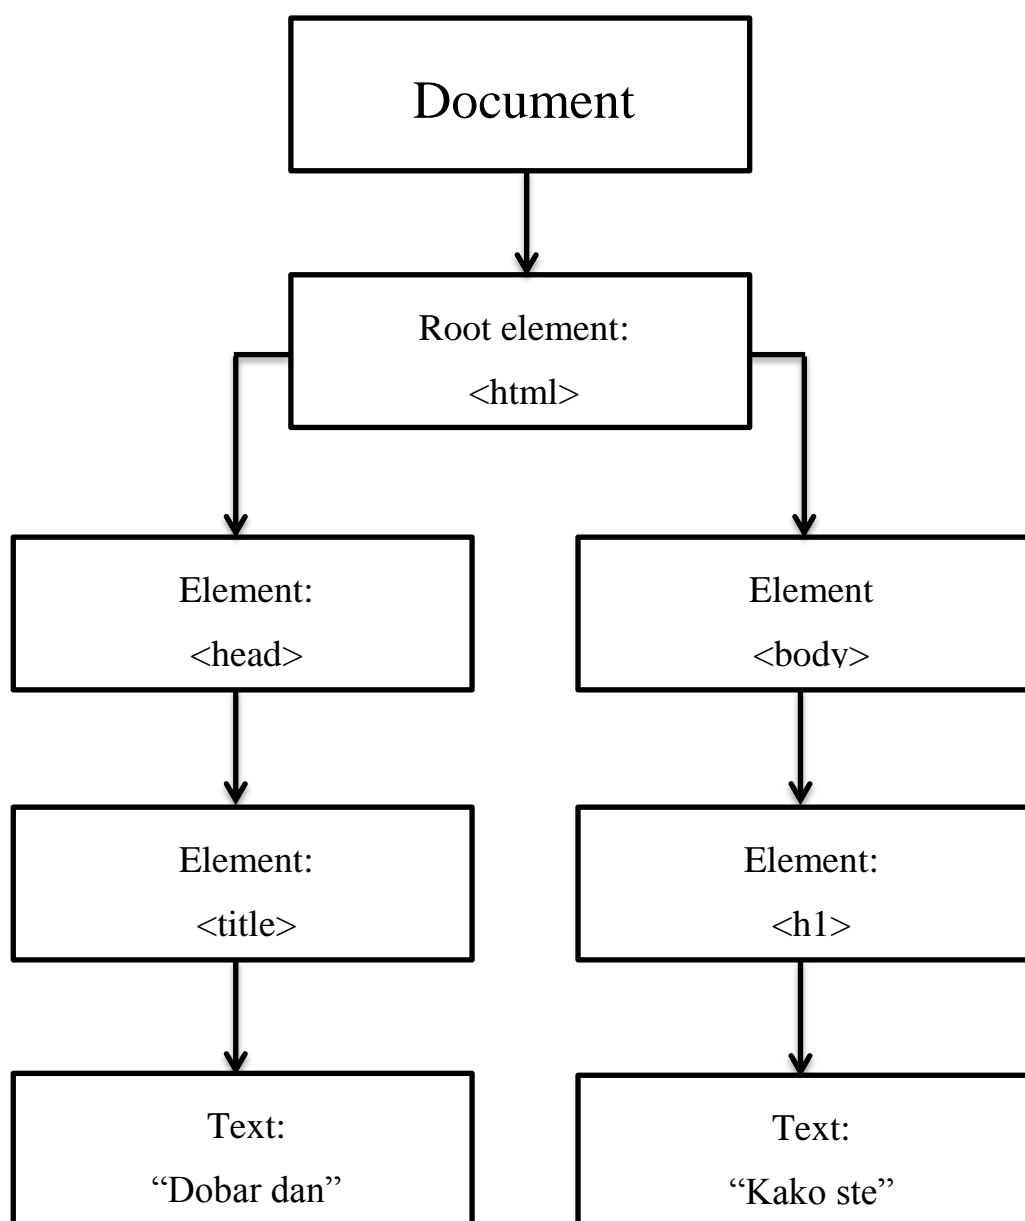 Document
Root element:
<html>
Element:
<head>
Element
<body>
Element:
<title>
Element:
<h1>
Text:
“Dobar dan”
Text:
“Kako ste”